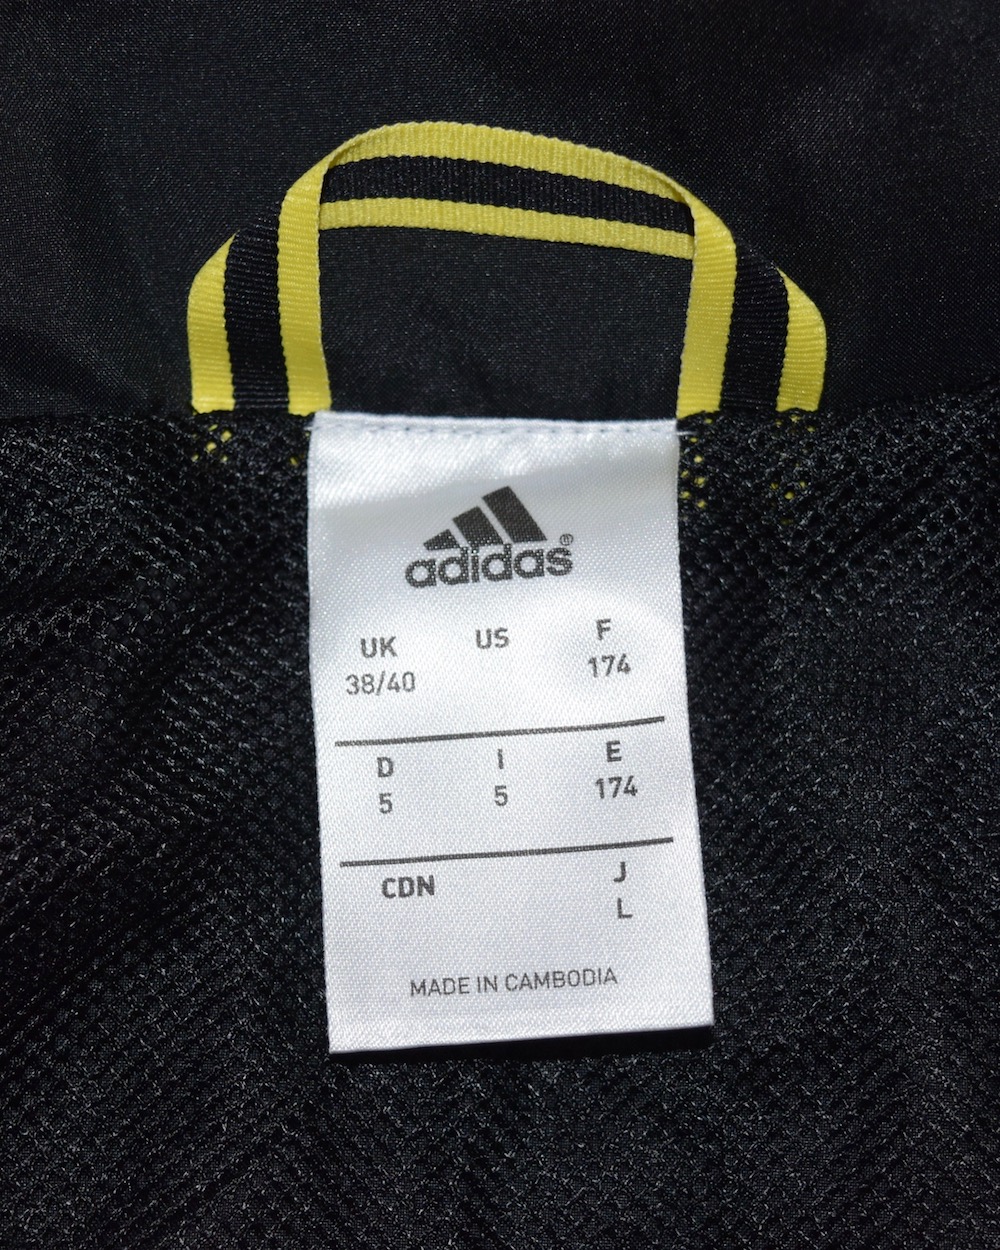 adidas®
UK US F
38/40 174
D I E
5 5 174
CDN J
L
MADE IN CAMBODIA